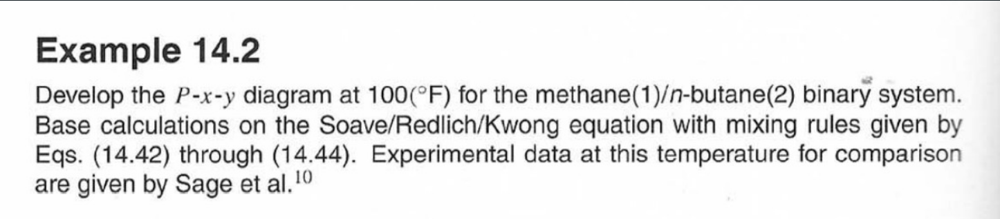 Example 14.2
Develop the P-x-y diagram at 100(°F) for the methane(1)/n-butane(2) binary system.
Base calculations on the Soave/Redlich/Kwong equation with mixing rules given by
Eqs. (14.42) through (14.44). Experimental data at this temperature for comparison
are given by Sage et al.¹⁰